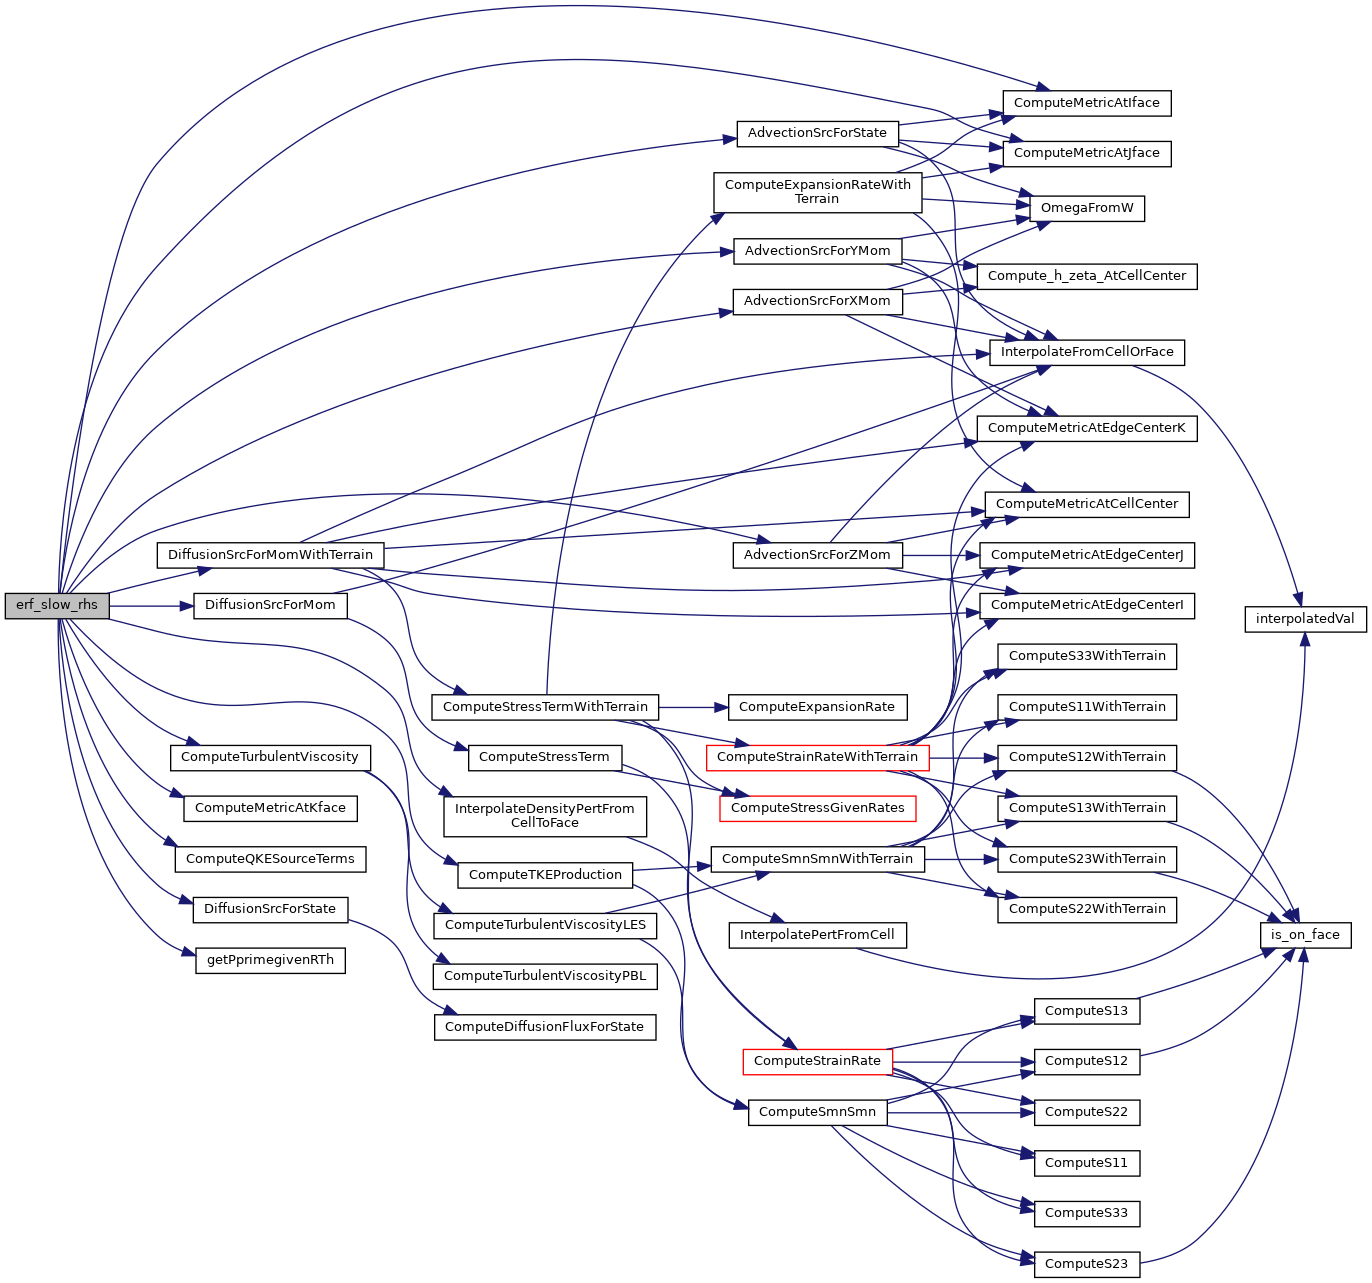 erf_slow_rhs
DiffusionSrcForMomWithTerrain
DiffusionSrcForMom
ComputeTurbulentViscosity
ComputeMetricAtKface
ComputeQKESourceTerms
DiffusionSrcForState
getPprimegivenRTh
ComputeStressTermWithTerrain
ComputeStressTerm
InterpolateDensityPertFrom
CellToFace
ComputeTKEProduction
ComputeTurbulentViscosityLES
ComputeTurbulentViscosityPBL
ComputeDiffusionFluxForState
AdvectionSrcForState
ComputeExpansionRateWith
Terrain
AdvectionSrcForYMom
AdvectionSrcForXMom
AdvectionSrcForZMom
ComputeExpansionRate
ComputeStrainRateWithTerrain
ComputeStressGivenRates
ComputeSmnSmnWithTerrain
InterpolatePertFromCell
ComputeStrainRate
ComputeSmnSmn
ComputeMetricAtIface
ComputeMetricAtJface
OmegaFromW
Compute_h_zeta_AtCellCenter
InterpolateFromCellOrFace
ComputeMetricAtEdgeCenterK
ComputeMetricAtCellCenter
ComputeMetricAtEdgeCenterJ
ComputeMetricAtEdgeCenterI
ComputeS33WithTerrain
ComputeS11WithTerrain
ComputeS12WithTerrain
ComputeS13WithTerrain
ComputeS23WithTerrain
ComputeS22WithTerrain
ComputeS13
ComputeS12
ComputeS22
ComputeS11
ComputeS33
ComputeS23
interpolatedVal
is_on_face